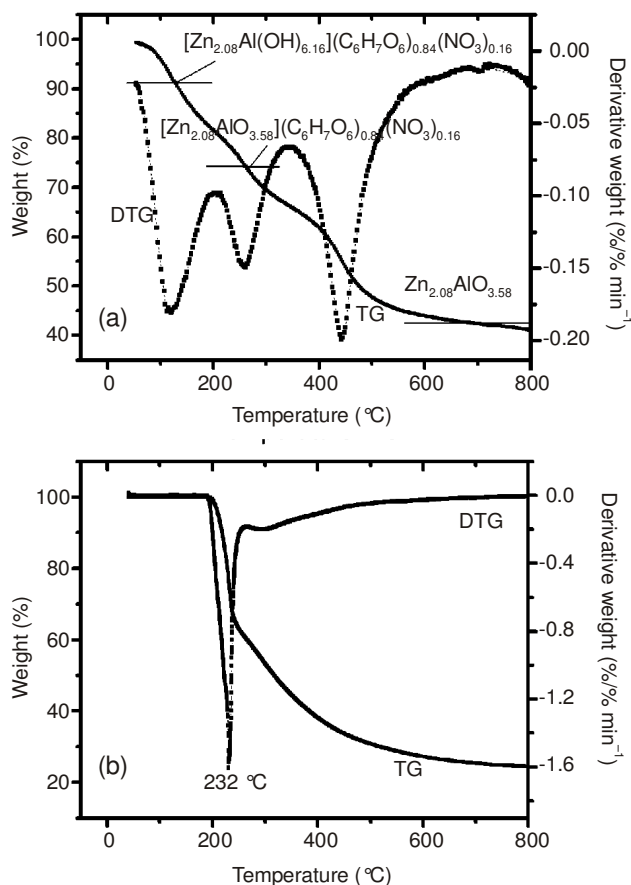 100
90
80
70
60
50
40
Weight (%)
[Zn2.08Al(OH)6.16](C6H7O6)0.84(NO3)0.16
[Zn2.08AlO3.58](C6H7O6)0.84(NO3)0.16
DTG
(a)
TG
Zn2.08AlO3.58
0.00
-0.05
-0.10
-0.15
-0.20
Derivative weight (%/% min−1)
0
200
400
600
800
Temperature (°C)
100
80
60
40
20
Weight (%)
DTG
(b)
232 °C
TG
0.0
-0.4
-0.8
-1.2
-1.6
Derivative weight (%/% min−1)
0
200
400
600
800
Temperature (°C)